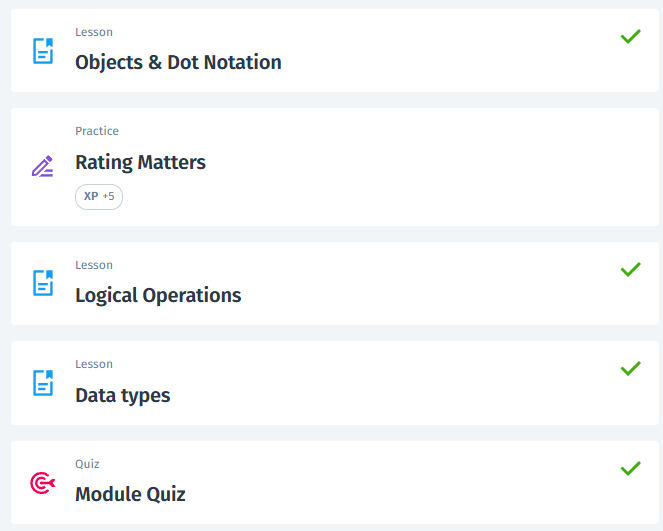 Lesson
Objects & Dot Notation
Practice
Rating Matters
XP +5
Lesson
Logical Operations
Lesson
Data types
Quiz
Module Quiz